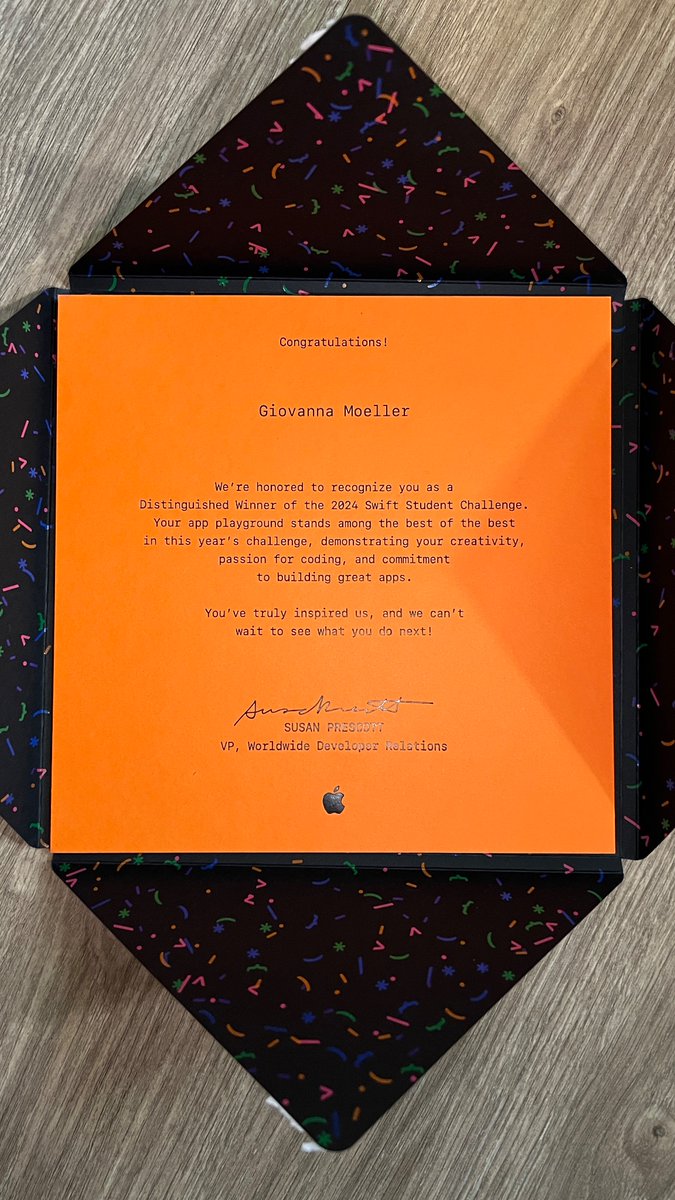 Congratulations!
Giovanna Moeller
We're honored to recognize you as a
Distinguished Winner of the 2024 Swift Student Challenge.
Your app playground stands among the best of the best
in this year's challenge, demonstrating your creativity,
passion for coding, and commitment
to building great apps.
You've truly inspired us, and we can't
wait to see what you do next!
SUSAN PRESCOTT
VP, Worldwide Developer Relations